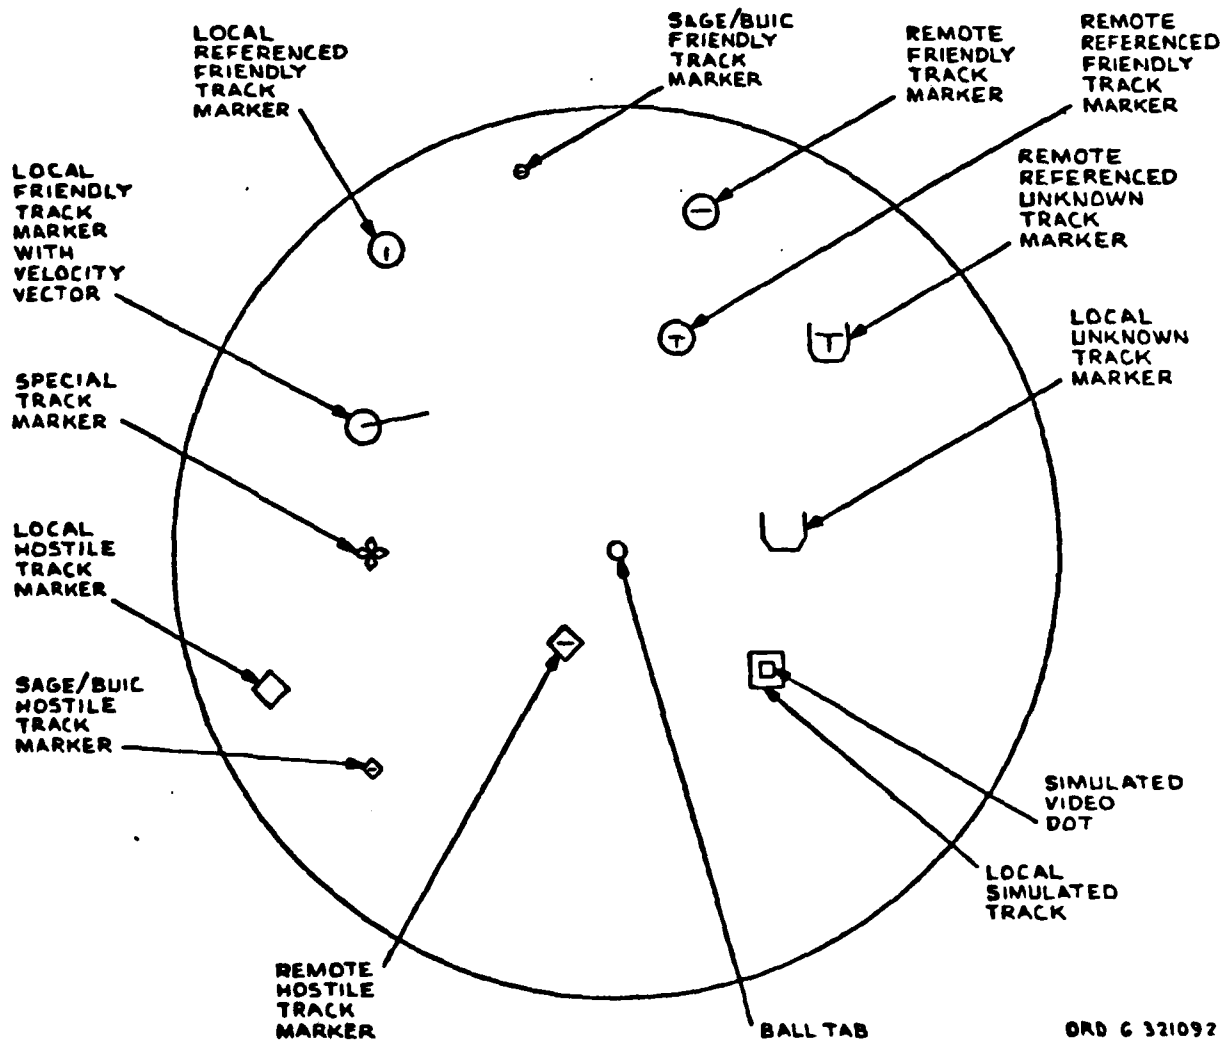 LOCAL
REFERENCED
FRIENDLY
TRACK
MARKER
SAGE/BUIC
FRIENDLY
TRACK
MARKER
REMOTE
FRIENDLY
TRACK
MARKER
REMOTE
REFERENCED
FRIENDLY
TRACK
MARKER
LOCAL
FRIENDLY
TRACK
MARKER
WITH
VELOCITY
VECTOR
REMOTE
REFERENCED
UNKNOWN
TRACK
MARKER
LOCAL
UNKNOWN
TRACK
MARKER
SPECIAL
TRACK
MARKER
LOCAL
HOSTILE
TRACK
MARKER
SAGE/BUIC
HOSTILE
TRACK
MARKER
SIMULATED
VIDEO
DOT
LOCAL
SIMULATED
TRACK
REMOTE
HOSTILE
TRACK
MARKER
BALL TAB
ORD G 321092